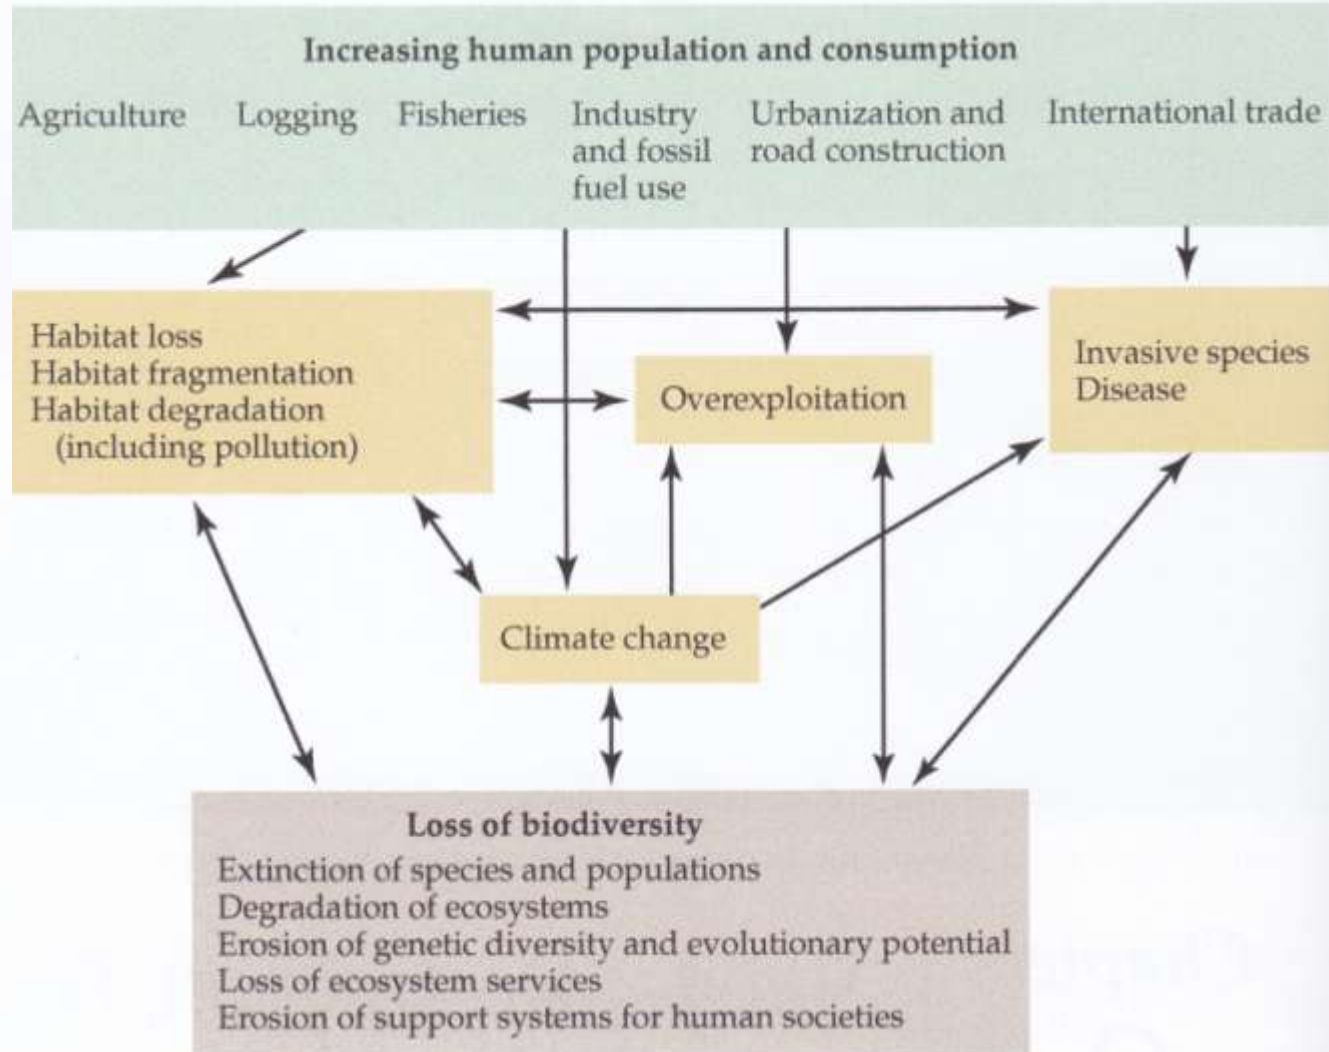 Increasing human population and consumption
Agriculture Logging Fisheries Industry and fossil fuel use Urbanization and road construction International trade
Habitat loss
Habitat fragmentation
Habitat degradation
(including pollution)
Overexploitation
Invasive species
Disease
Climate change
Loss of biodiversity
Extinction of species and populations
Degradation of ecosystems
Erosion of genetic diversity and evolutionary potential
Loss of ecosystem services
Erosion of support systems for human societies